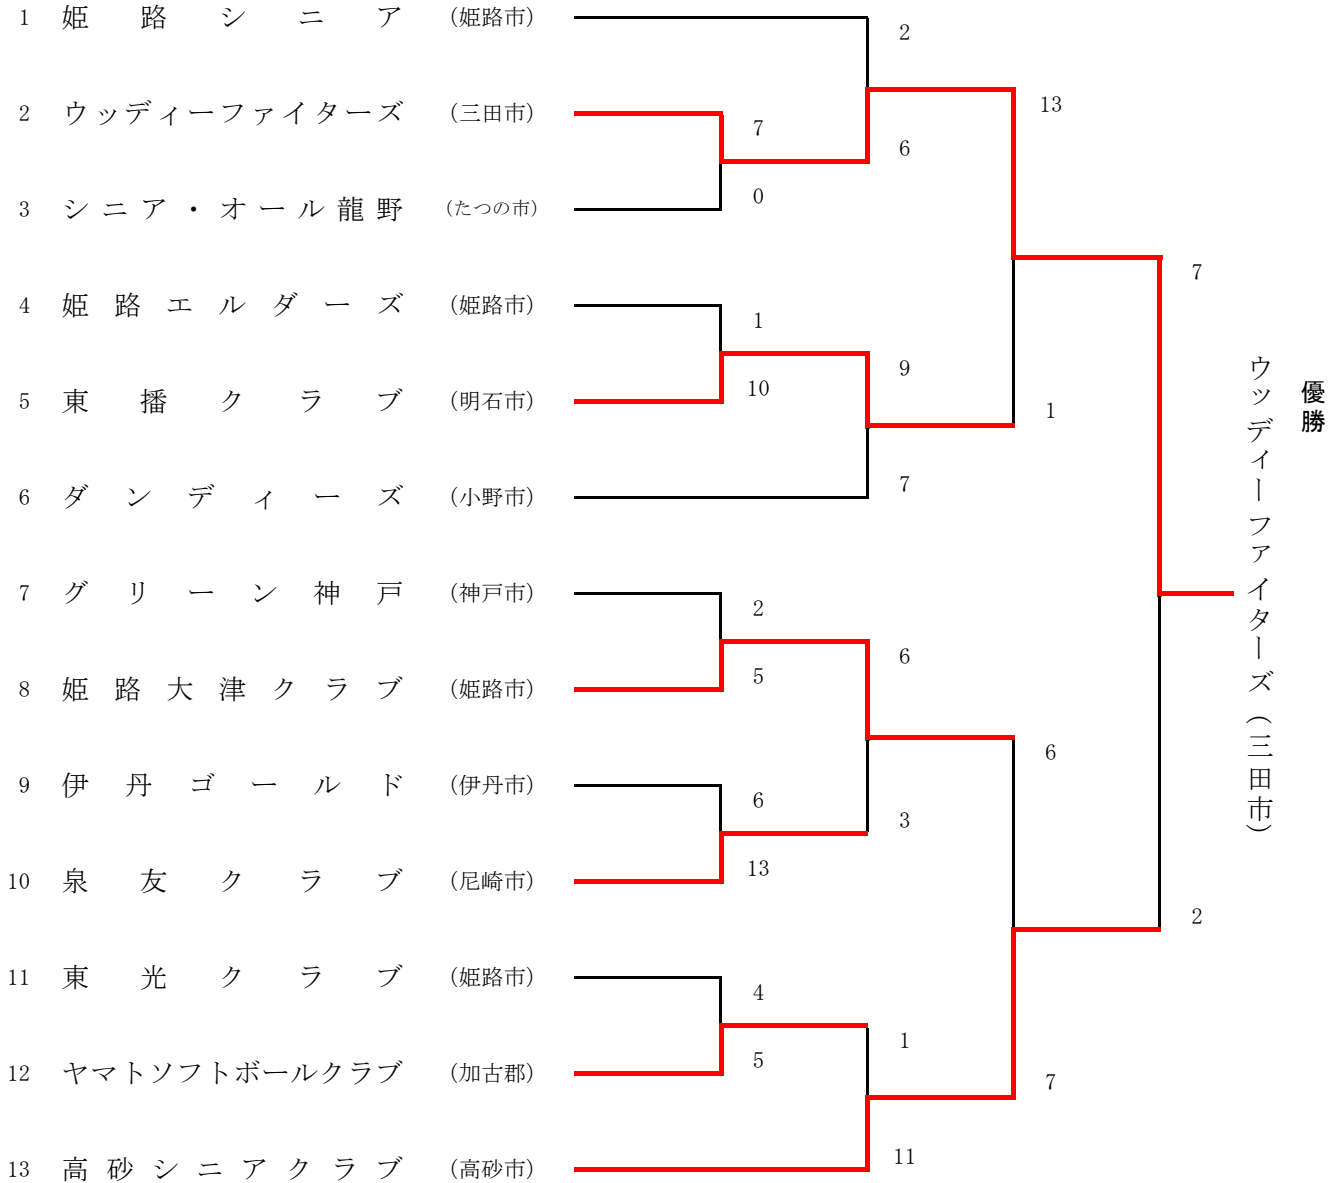 1 姫路シニア (姫路市)
2
2 ウッディーファイターズ (三田市)
13
7
6
0
3 シニア・オール龍野 (たつの市)
7
4 姫路エルダーズ (姫路市)
1
9
10
5 東播クラブ (明石市)
1
6 ダンディーズ (小野市)
7
7 グリーン神戸 (神戸市)
2
6
5
8 姫路大津クラブ (姫路市)
6
9 伊丹ゴールド (伊丹市)
6
3
13
10 泉友クラブ (尼崎市)
2
11 東光クラブ (姫路市)
4
1
5
12 ヤマトソフトボールクラブ (加古郡)
7
11
13 高砂シニアクラブ (高砂市)
優勝
ウッディーファイターズ(三田市)